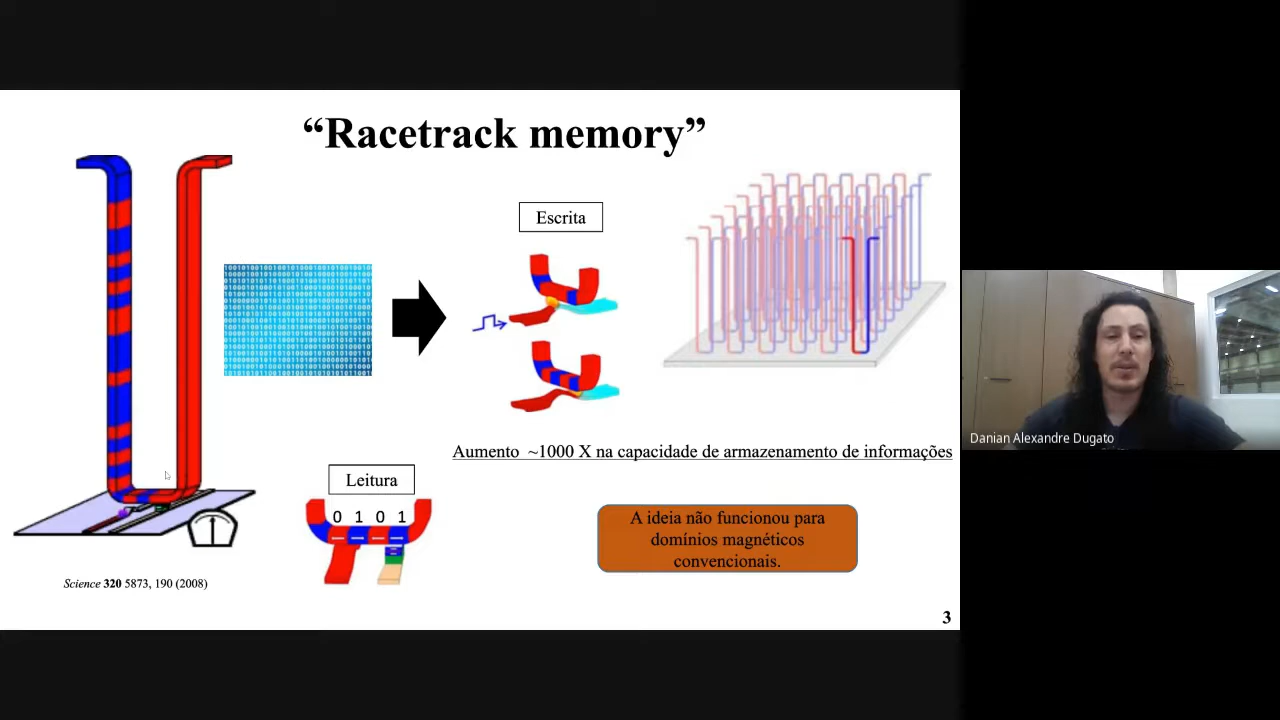 “Racetrack memory”
Escrita
Aumento ~1000 X na capacidade de armazenamento de informações
Leitura
0 1 0 1
A ideia não funcionou para
domínios magnéticos
convencionais.
Science 320 5873, 190 (2008)
3
Danian Alexandre Dugato